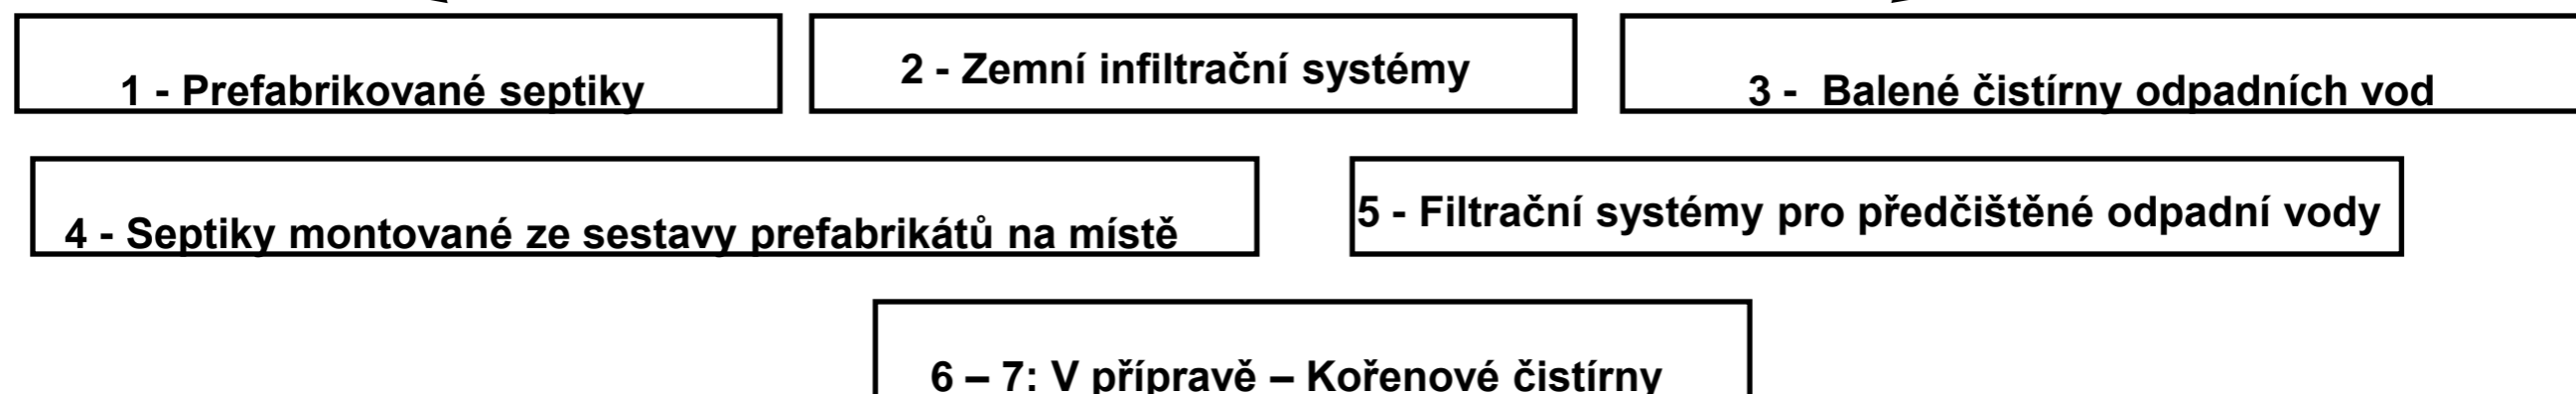 1 - Prefabrikované septiky
2 - Zemní infiltrační systémy
3 -  Balené čistírny odpadních vod
4 - Septiky montované ze sestavy prefabrikátů na místě
5 - Filtrační systémy pro předčištěné odpadní vody
6 – 7: V přípravě – Kořenové čistírny